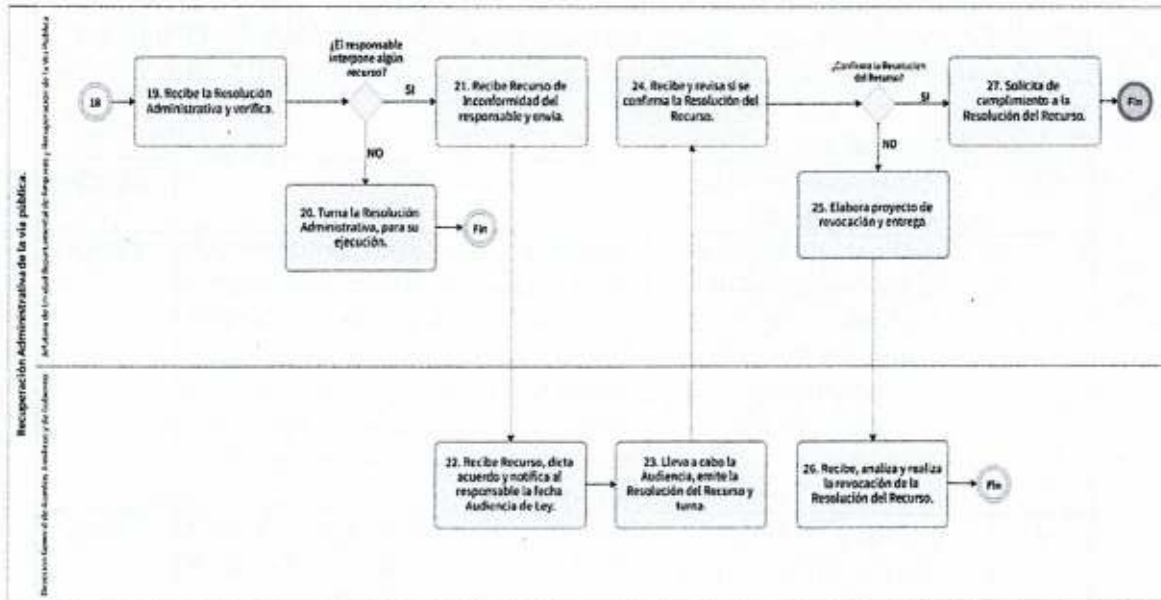 Recuperación Administrativa de la vía pública.
18
19. Recibe la Resolución
Administrativa y verifica.
¿El responsable
interpone algún
recurso?
SI
NO
20. Turna la Resolución
Administrativa, para su
ejecución.
Fin
21. Recibe Recurso de
Inconformidad del
responsable y envía.
24. Recibe y revisa si se
confirma la Resolución del
Recurso.
¿Confirma la Resolución
del Recurso?
SI
NO
27. Solicita de
cumplimiento a la
Resolución del Recurso.
Fin
25. Elabora proyecto de
revocación y entrega.
22. Recibe Recurso, dicta
acuerdo y notifica al
responsable la fecha
Audiencia de Ley.
23. Lleva a cabo la
Audiencia, emite la
Resolución del Recurso y
turna.
26. Recibe, analiza y realiza
la revocación de la
Resolución del Recurso.
Fin